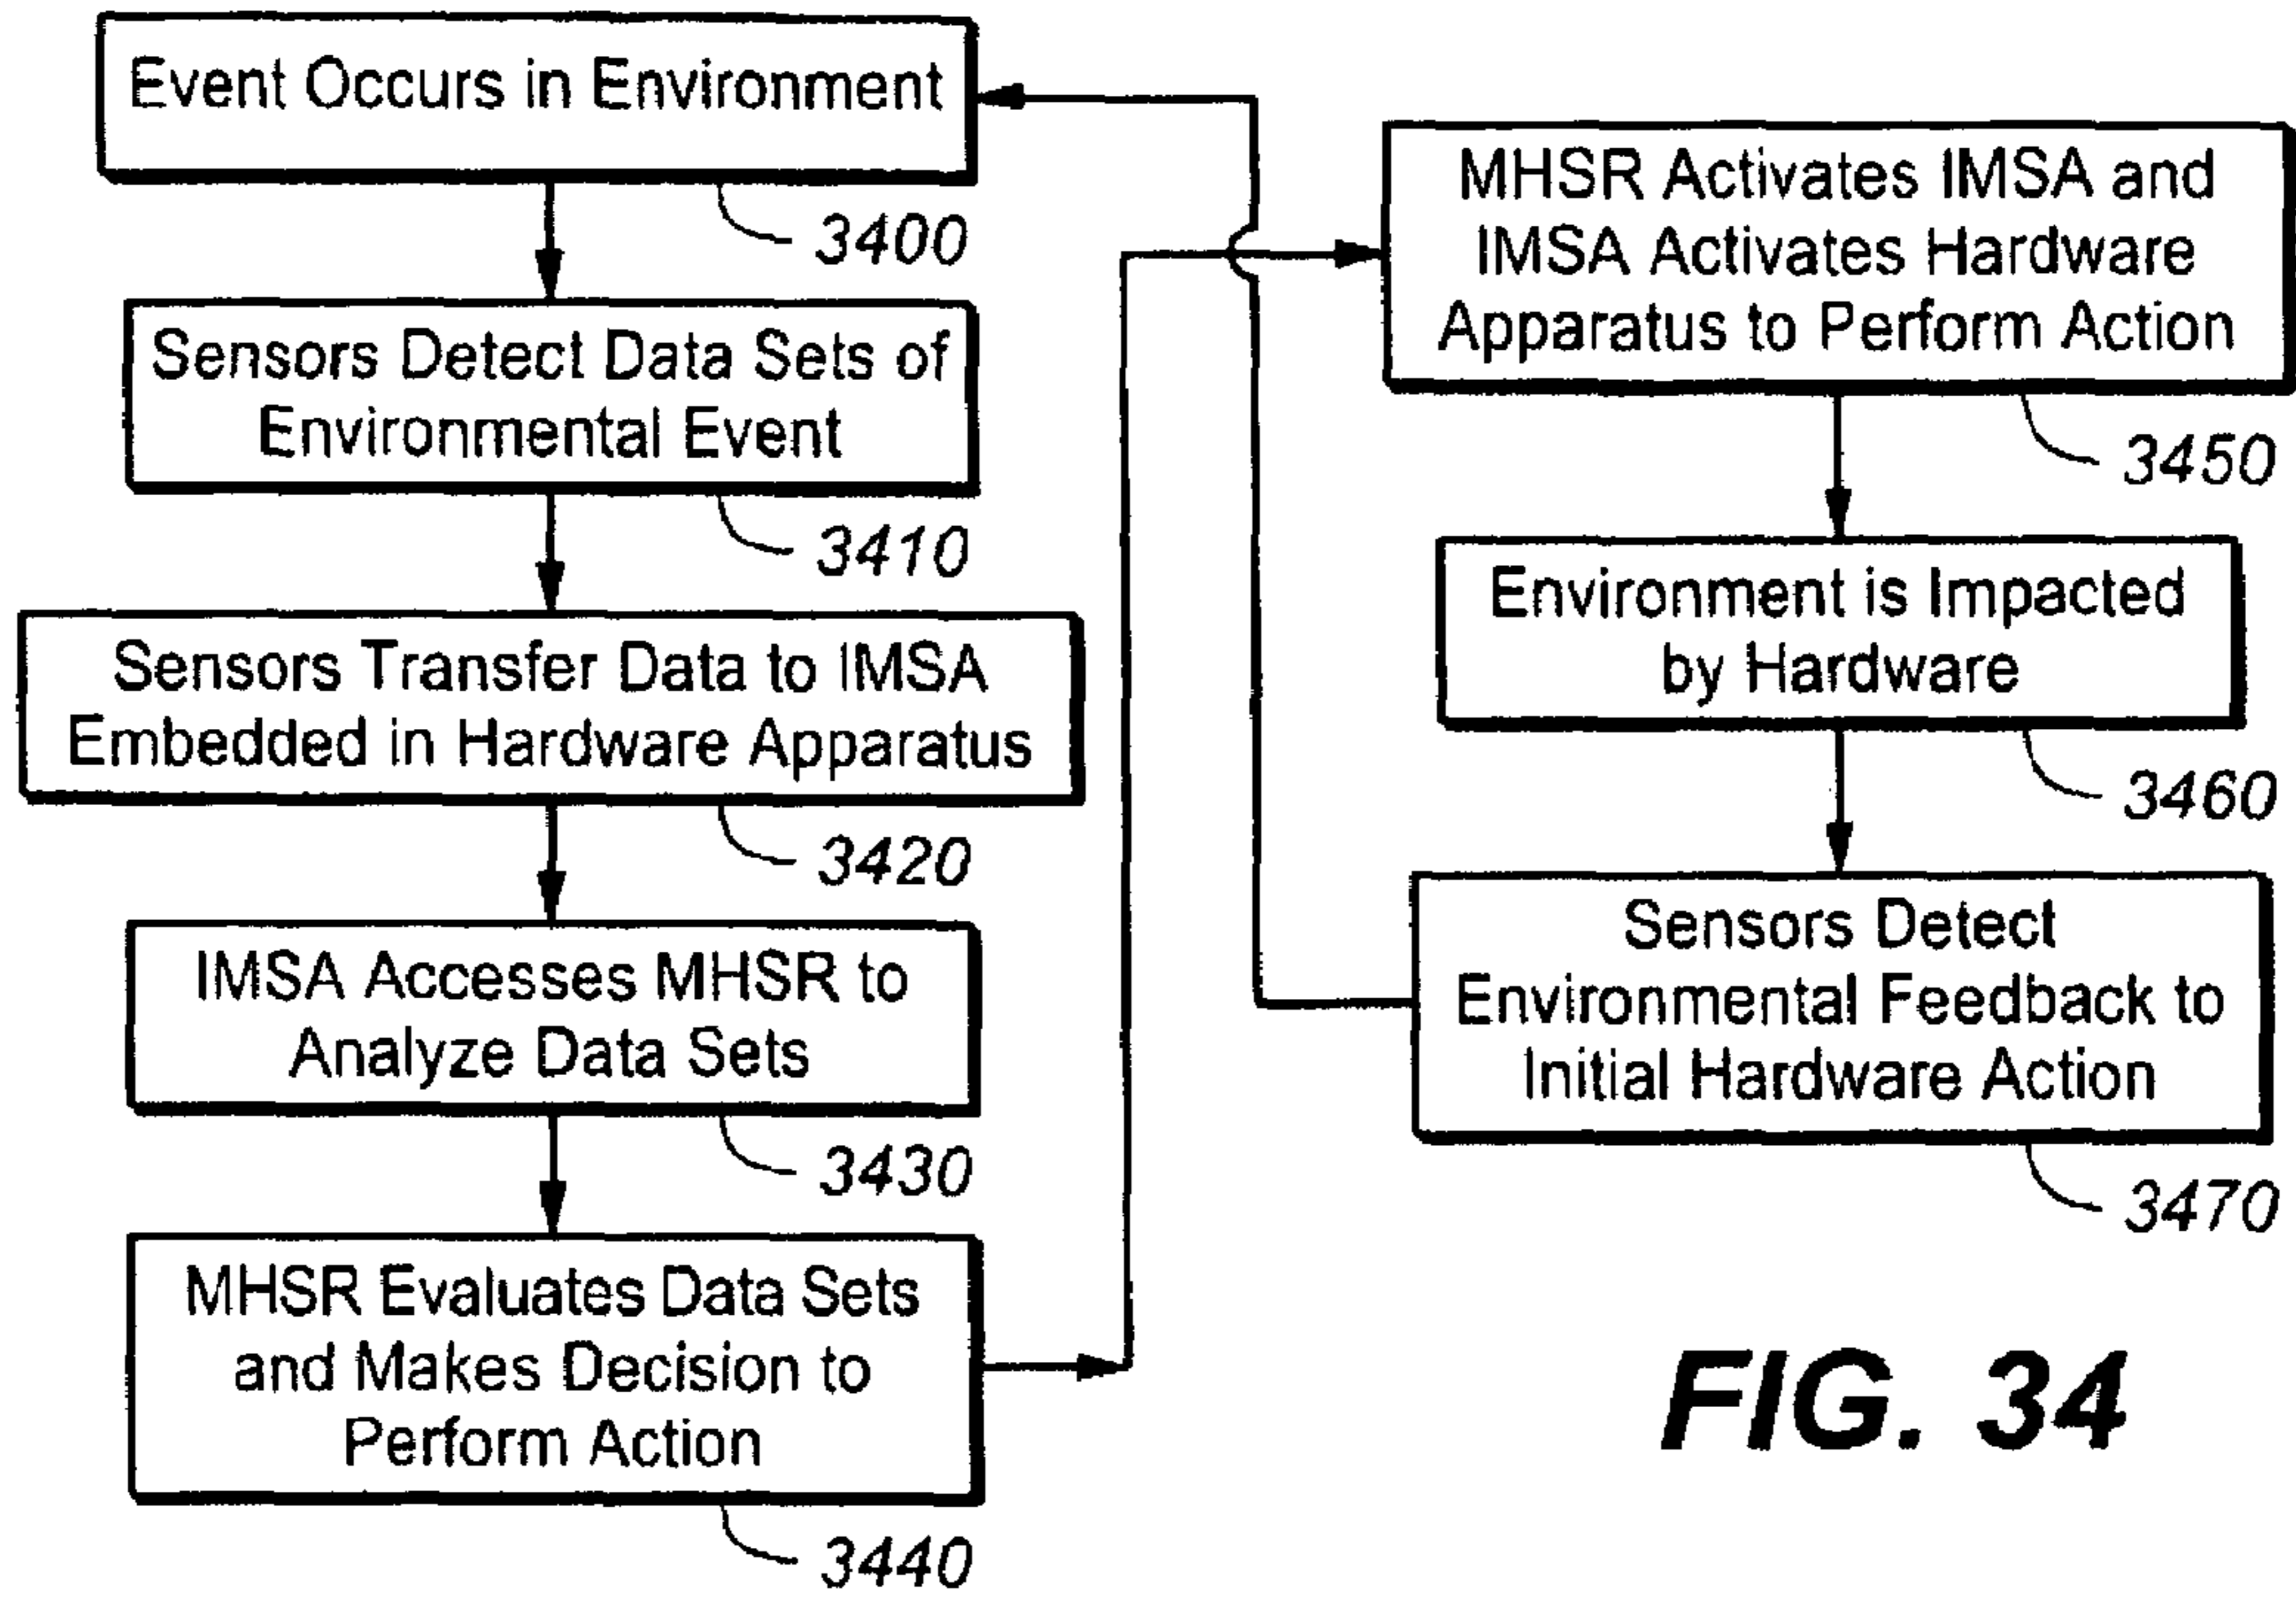 Event Occurs in Environment
3400
Sensors Detect Data Sets of
Environmental Event
3410
Sensors Transfer Data to IMSA
Embedded in Hardware Apparatus
3420
IMSA Accesses MHSR to
Analyze Data Sets
3430
MHSR Evaluates Data Sets
and Makes Decision to
Perform Action
3440
MHSR Activates IMSA and
IMSA Activates Hardware
Apparatus to Perform Action
3450
Environment is Impacted
by Hardware
3460
Sensors Detect
Environmental Feedback to
Initial Hardware Action
3470
FIG. 34